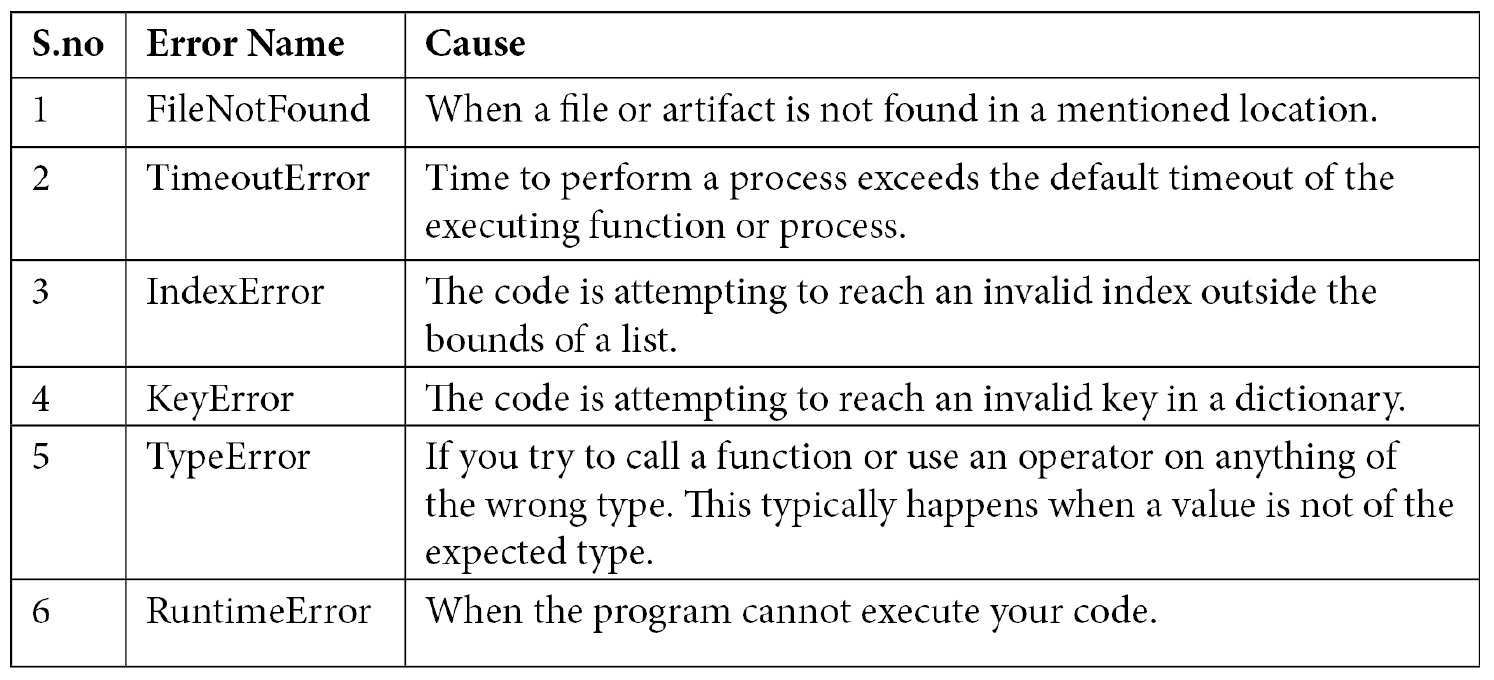 S.no Error Name Cause
1 FileNotFound When a file or artifact is not found in a mentioned location.
2 TimeoutError Time to perform a process exceeds the default timeout of the
executing function or process.
3 IndexError The code is attempting to reach an invalid index outside the
bounds of a list.
4 KeyError The code is attempting to reach an invalid key in a dictionary.
5 TypeError If you try to call a function or use an operator on anything of
the wrong type. This typically happens when a value is not of the
expected type.
6 RuntimeError When the program cannot execute your code.